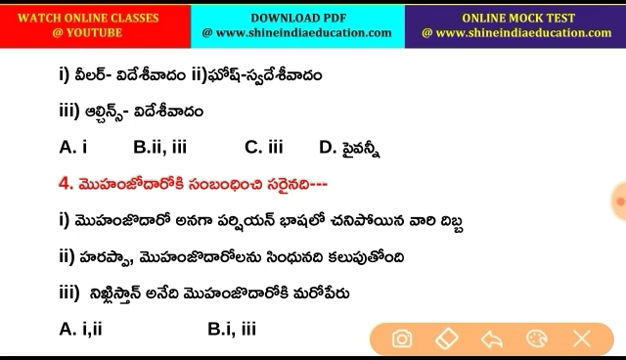 WATCH ONLINE CLASSES
@ YOUTUBE
DOWNLOAD PDF
@ www.shineindiaeducation.com
ONLINE MOCK TEST
@ www.shineindiaeducation.com
i) వీలర్- విదేశీవాదం ii)ఘోష్-స్వదేశీవాదం
iii) ఆల్చిన్స్- విదేశీవాదం
A. i B.ii, iii C. iii D. పైవన్నీ
4. మొహంజోదారోకి సంబంధించి సరైనది---
i) మొహంజొదారో అనగా పర్షియన్ భాషలో చనిపోయిన వారి దిబ్బ
ii) హరప్పా, మొహంజొదారోలను సింధునది కలుపుతోంది
iii) నిఖ్లిస్తాన్ అనేది మొహంజొదారోకి మరోపేరు
A. i,ii B.i, iii